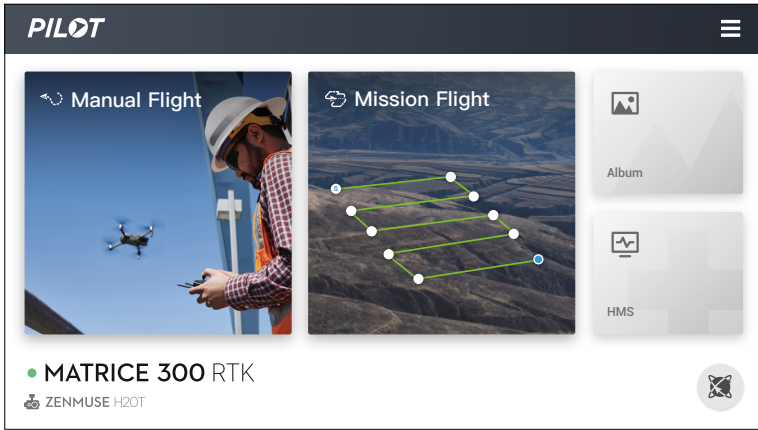 PILOT
Manual Flight
Mission Flight
S
Album
HMS
MATRICE 300 RTK
ZENMUSE H20T